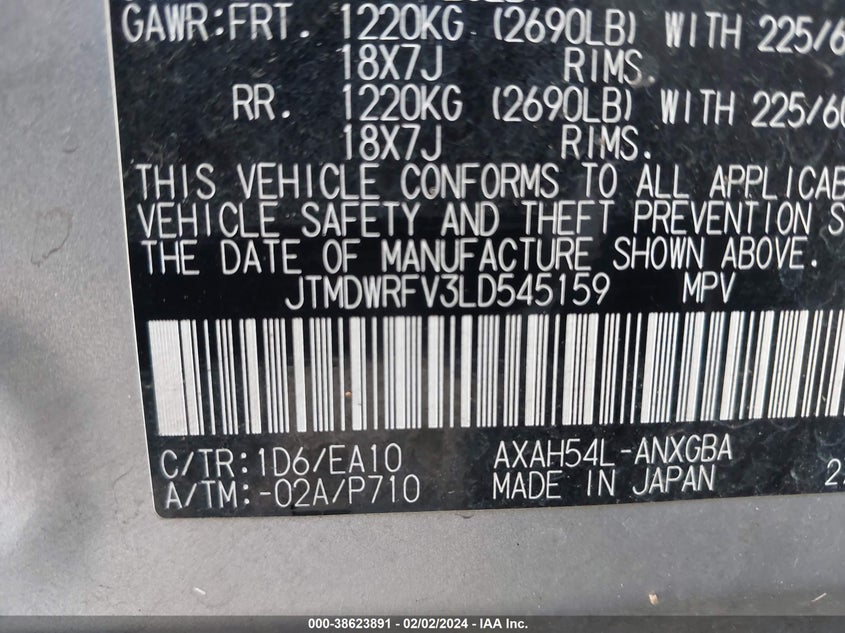 GAWR:FRT. 1220KG (2690LB) WITH 225/6
18X7J RIMS.
RR. 1220KG (2690LB) WITH 225/60
18X7J RIMS.
THIS VEHICLE CONFORMS TO ALL APPLICAB
VEHICLE SAFETY AND THEFT PREVENTION S
THE DATE OF MANUFACTURE SHOWN ABOVE.
JTMDWRFV3LD545159 MPV
C/TR:1D6/EA10 AXAH54L-ANXGBA
A/TM:-02A/P710 MADE IN JAPAN
000-38623891 - 02/02/2024 - IAA Inc.